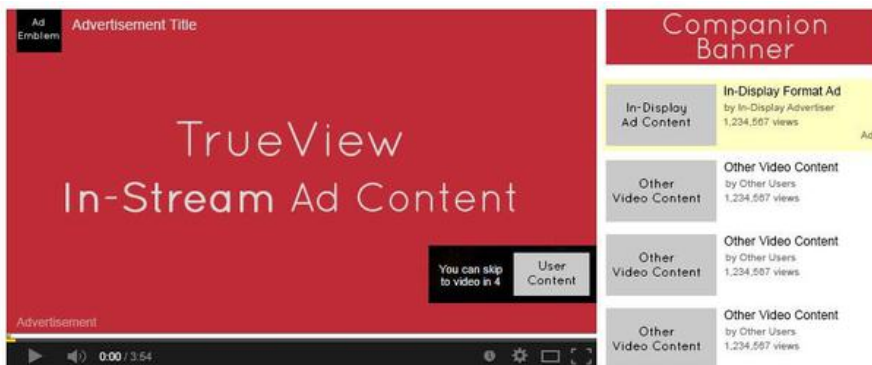 Ad
Emblem
Advertisement Title
TrueView
In-Stream Ad Content
You can skip
to video in 4
User
Content
Advertisement
0:00 / 3:54
Companion
Banner
In-Display
Ad Content
In-Display Format Ad
by In-Display Advertiser
1,234,567 views
Ad
Other
Video Content
Other Video Content
by Other Users
1,234,567 views
Other
Video Content
Other Video Content
by Other Users
1,234,567 views
Other
Video Content
Other Video Content
by Other Users
1,234,567 views